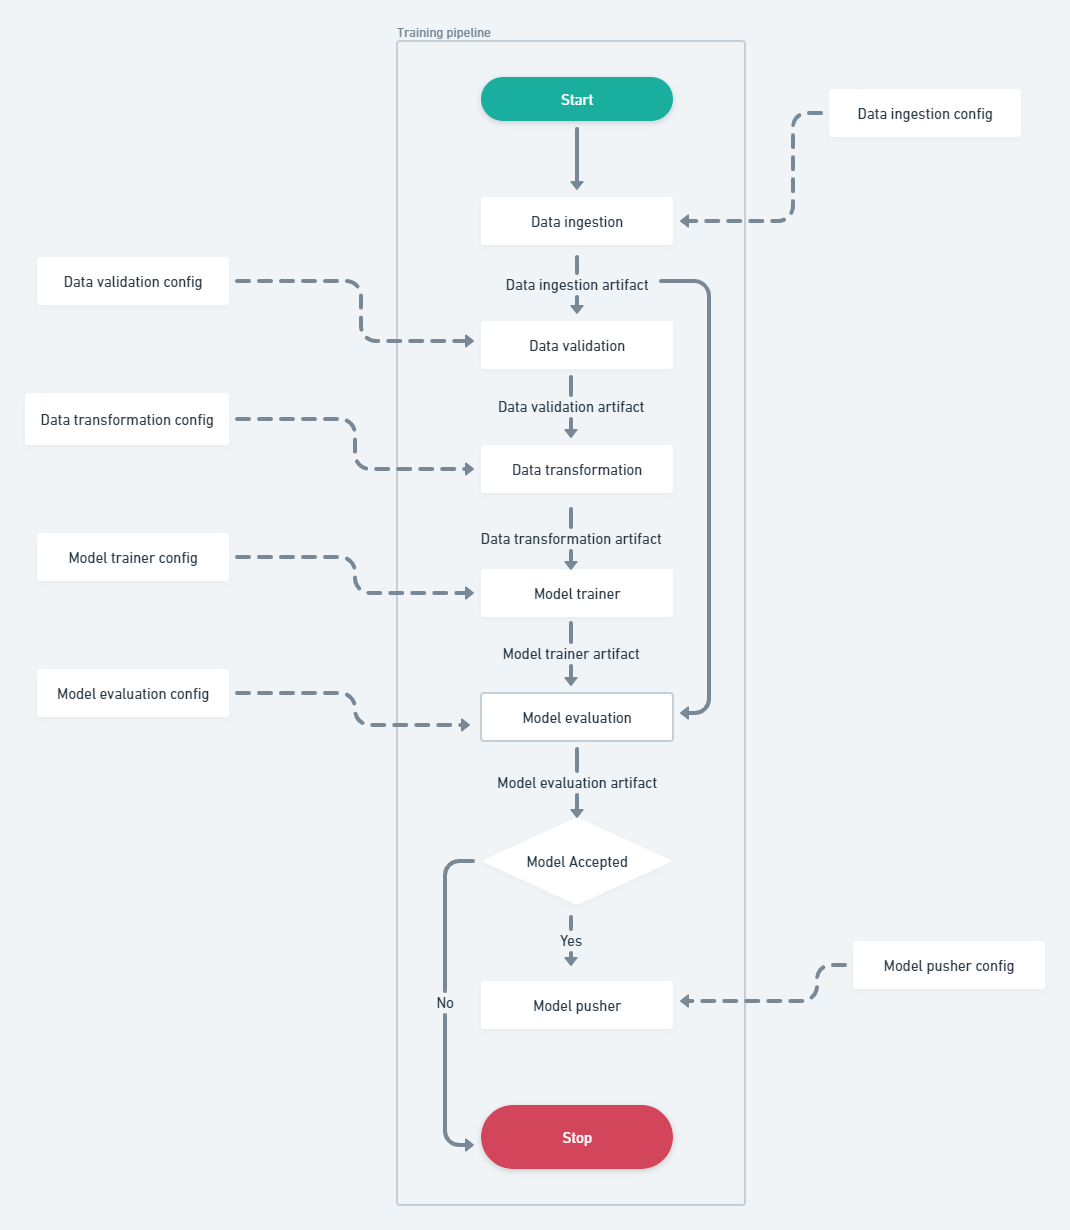 Training pipeline
Start
Data ingestion config
Data ingestion
Data validation config
Data ingestion artifact
Data validation
Data validation artifact
Data transformation config
Data transformation
Data transformation artifact
Model trainer config
Model trainer
Model trainer artifact
Model evaluation config
Model evaluation
Model evaluation artifact
Model Accepted
Yes
Model pusher config
No
Model pusher
Stop